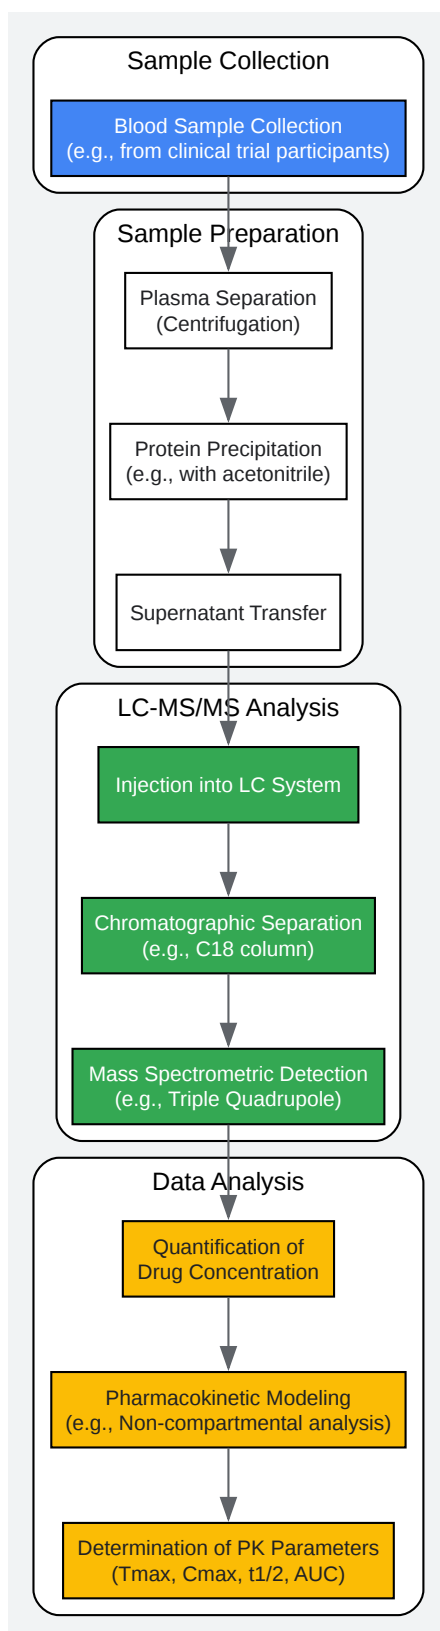 Sample Collection
Blood Sample Collection
(e.g., from clinical trial participants)
Sample Preparation
Plasma Separation
(Centrifugation)
Protein Precipitation
(e.g., with acetonitrile)
Supernatant Transfer
LC-MS/MS Analysis
Injection into LC System
Chromatographic Separation
(e.g., C18 column)
Mass Spectrometric Detection
(e.g., Triple Quadrupole)
Data Analysis
Quantification of
Drug Concentration
Pharmacokinetic Modeling
(e.g., Non-compartmental analysis)
Determination of PK Parameters
(Tmax, Cmax, t1/2, AUC)